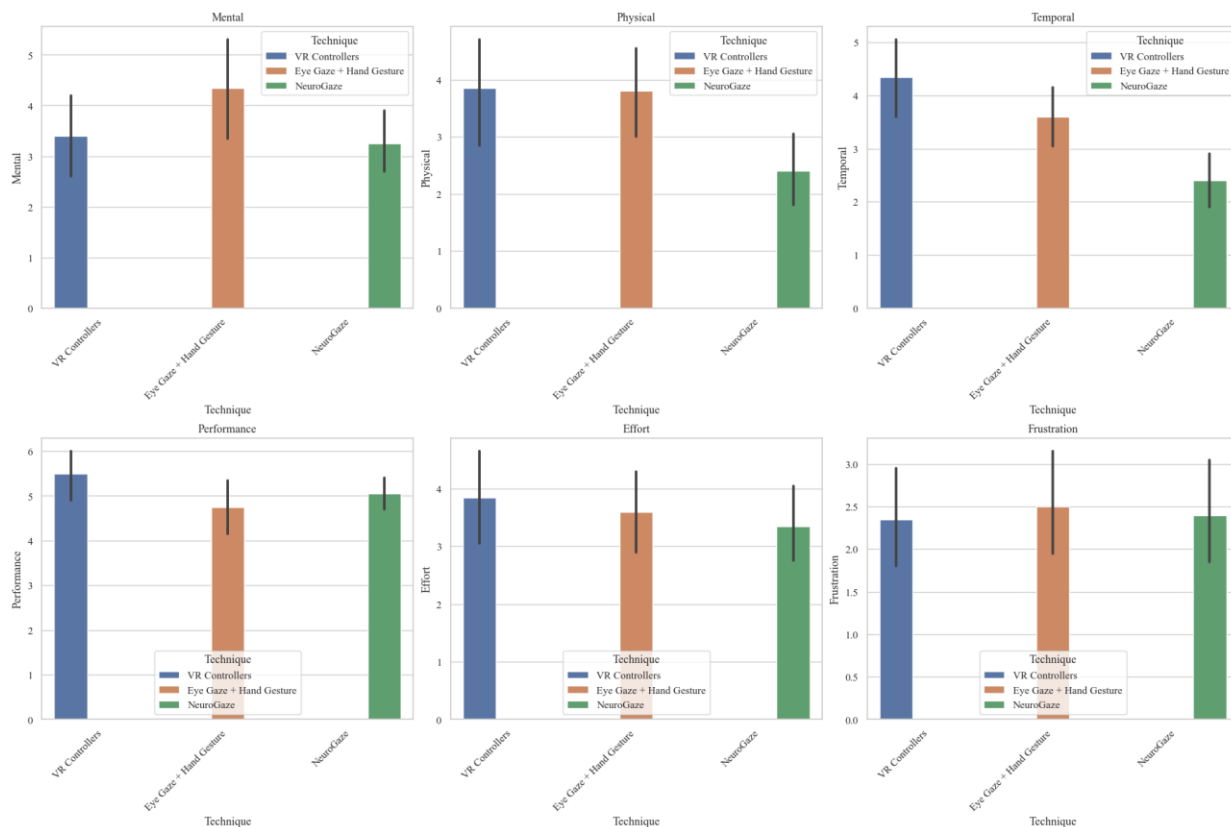 Mental
Technique
VR Controllers
Eye Gaze + Hand Gesture
NeuroGaze
5
4
3
2
1
0
Mental
VR Controllers
Eye Gaze + Hand Gesture
NeuroGaze
Technique
Physical
Technique
VR Controllers
Eye Gaze + Hand Gesture
NeuroGaze
4
3
2
1
0
Physical
VR Controllers
Eye Gaze + Hand Gesture
NeuroGaze
Technique
Temporal
Technique
VR Controllers
Eye Gaze + Hand Gesture
NeuroGaze
5
4
3
2
1
0
Temporal
VR Controllers
Eye Gaze + Hand Gesture
NeuroGaze
Technique
Performance
6
5
4
3
2
1
0
Performance
Technique
VR Controllers
Eye Gaze + Hand Gesture
NeuroGaze
VR Controllers
Eye Gaze + Hand Gesture
NeuroGaze
Technique
Effort
4
3
2
1
0
Effort
Technique
VR Controllers
Eye Gaze + Hand Gesture
NeuroGaze
VR Controllers
Eye Gaze + Hand Gesture
NeuroGaze
Technique
Frustration
3.0
2.5
2.0
1.5
1.0
0.5
0.0
Frustration
Technique
VR Controllers
Eye Gaze + Hand Gesture
NeuroGaze
VR Controllers
Eye Gaze + Hand Gesture
NeuroGaze
Technique